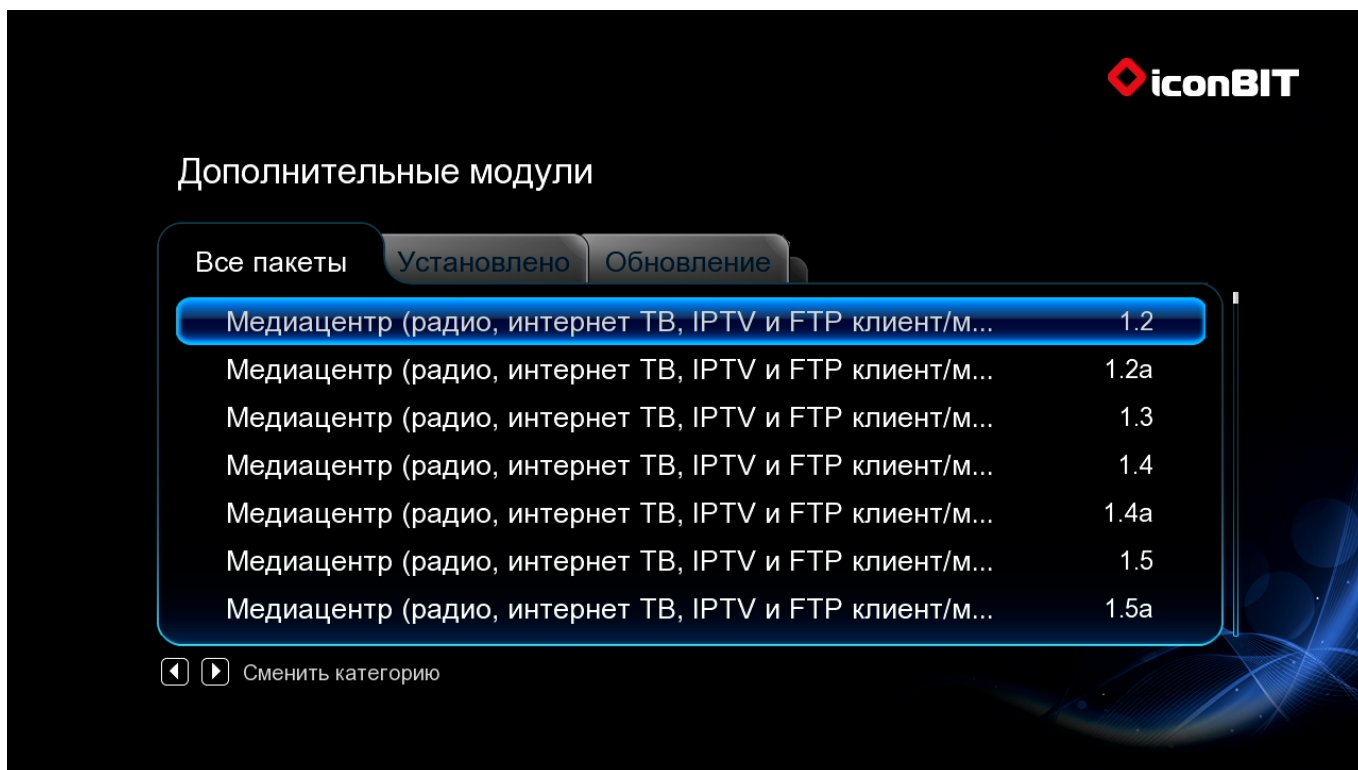 iconBIT
Дополнительные модули
Все пакеты Установлено Обновление
Медиацентр (радио, интернет ТВ, IPTV и FTP клиент/м... 1.2
Медиацентр (радио, интернет ТВ, IPTV и FTP клиент/м... 1.2a
Медиацентр (радио, интернет ТВ, IPTV и FTP клиент/м... 1.3
Медиацентр (радио, интернет ТВ, IPTV и FTP клиент/м... 1.4
Медиацентр (радио, интернет ТВ, IPTV и FTP клиент/м... 1.4a
Медиацентр (радио, интернет ТВ, IPTV и FTP клиент/м... 1.5
Медиацентр (радио, интернет ТВ, IPTV и FTP клиент/м... 1.5a
Сменить категорию